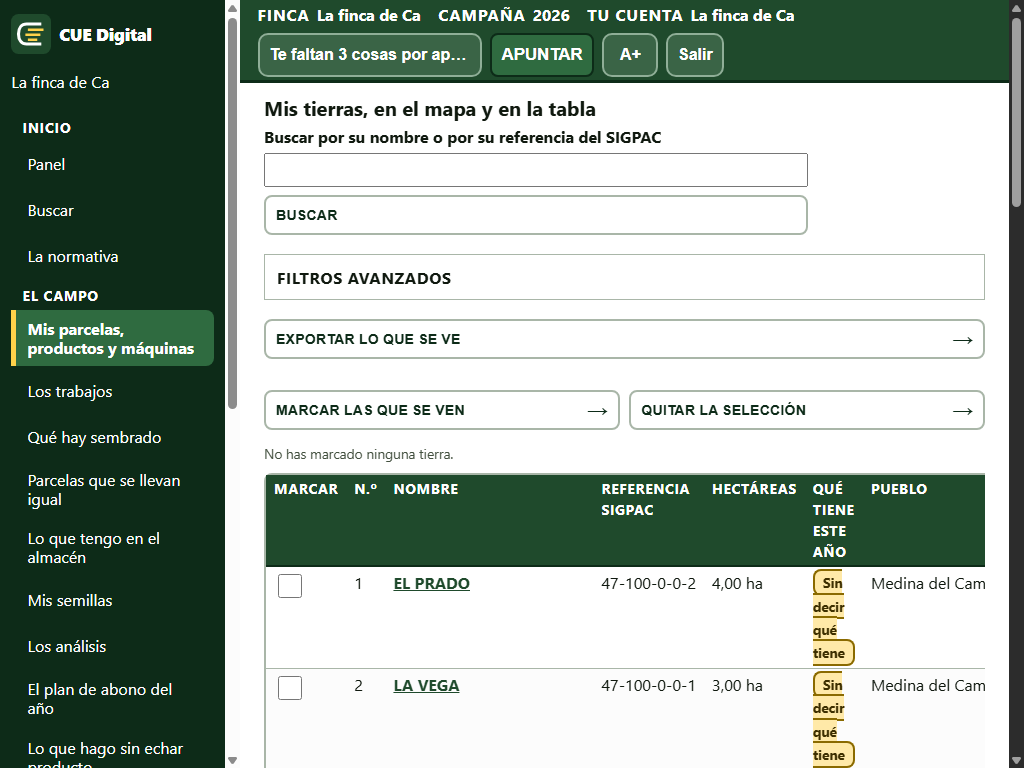 CUE Digital
La finca de Ca
INICIO
Panel
Buscar
La normativa
EL CAMPO
Mis parcelas,
productos y máquinas
Los trabajos
Qué hay sembrado
Parcelas que se llevan
igual
Lo que tengo en el
almacén
Mis semillas
Los análisis
El plan de abono del
año
Lo que hago sin echar
producto
FINCA La finca de Ca CAMPAÑA 2026 TU CUENTA La finca de Ca
Te faltan 3 cosas por ap... APUNTAR A+ Salir
Mis tierras, en el mapa y en la tabla
Buscar por su nombre o por su referencia del SIGPAC
BUSCAR
FILTROS AVANZADOS
EXPORTAR LO QUE SE VE →
MARCAR LAS QUE SE VEN → QUITAR LA SELECCIÓN →
No has marcado ninguna tierra.
MARCAR N.º NOMBRE REFERENCIA HECTÁREAS QUÉ PUEBLO
SIGPAC TIENE
ESTE
AÑO
1 EL PRADO 47-100-0-0-2 4,00 ha Sin Medina del Cam
decir
qué
tiene
2 LA VEGA 47-100-0-0-1 3,00 ha Sin Medina del Cam
decir
qué
tiene